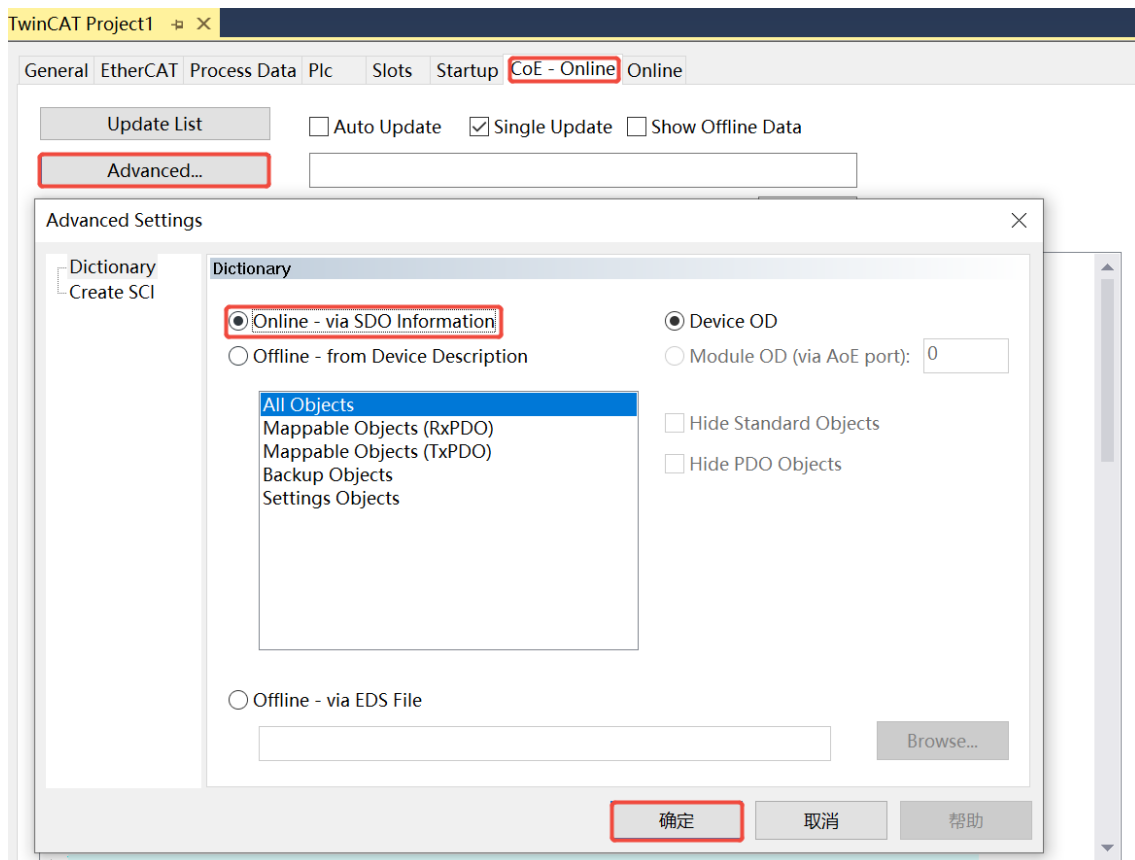 TwinCAT Project1
General EtherCAT Process Data Plc Slots Startup CoE - Online Online
Update List Auto Update Single Update Show Offline Data
Advanced...
Advanced Settings
Dictionary
Create SCI
Dictionary
Online - via SDO Information Device OD
Offline - from Device Description Module OD (via AoE port): 0
All Objects
Mappable Objects (RxPDO)
Mappable Objects (TxPDO)
Backup Objects
Settings Objects
Hide Standard Objects
Hide PDO Objects
Offline - via EDS File
Browse...
确定 取消 帮助